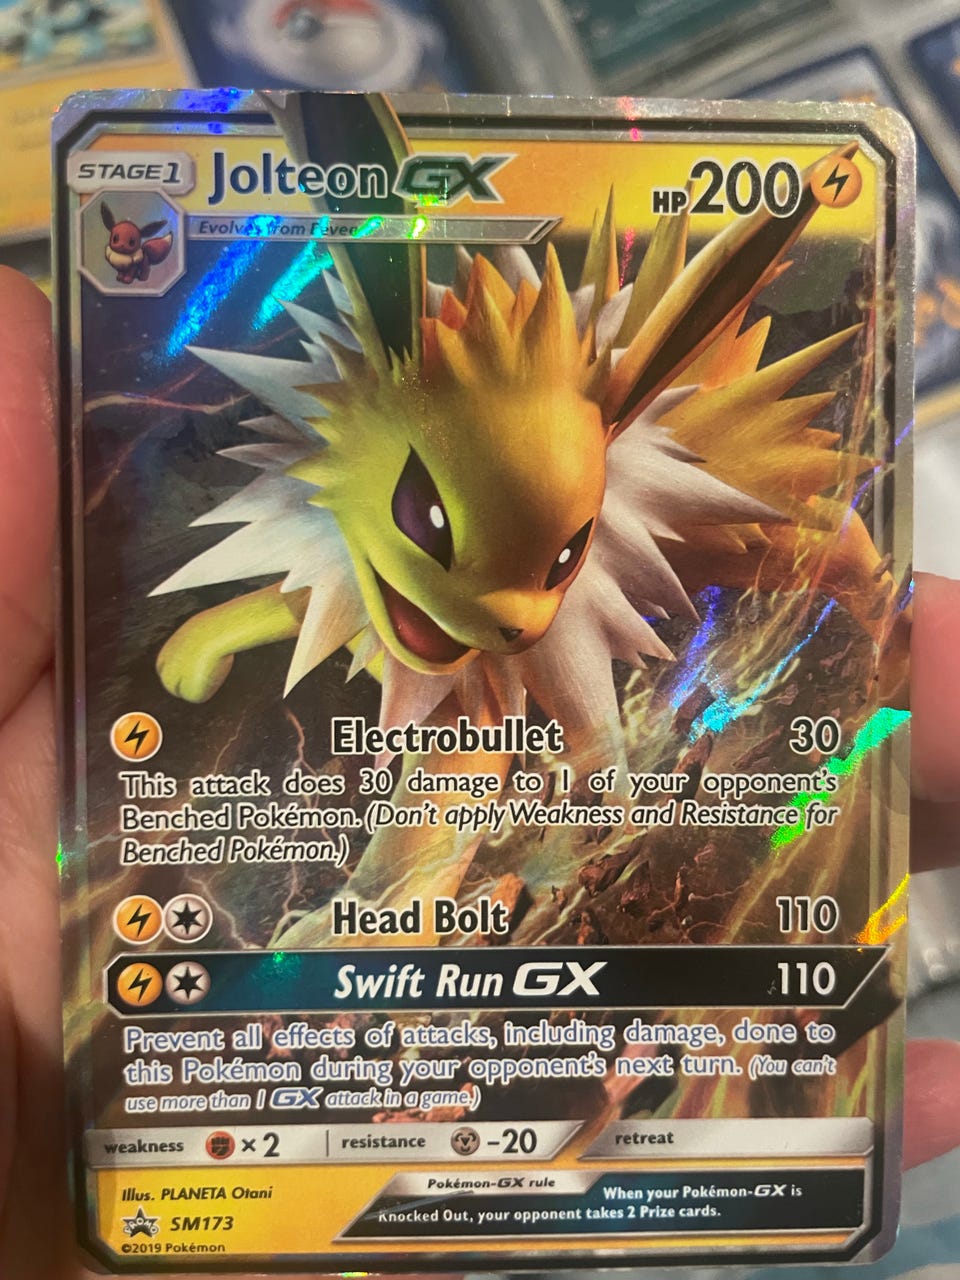 STAGE1 Jolteon GX HP200
Evolves from Eevee
Electrobullet 30
This attack does 30 damage to 1 of your opponent's
Benched Pokémon. (Don't apply Weakness and Resistance for
Benched Pokémon.)
Head Bolt 110
Swift Run GX 110
Prevent all effects of attacks, including damage, done to
this Pokémon during your opponent's next turn. (You can't
use more than 1 GX attack in a game.)
weakness ×2 resistance -20 retreat
Illus. PLANETA Otani
Pokémon-GX rule
When your Pokémon-GX is
Knocked Out, your opponent takes 2 Prize cards.
PROMO SM173
©2019 Pokémon